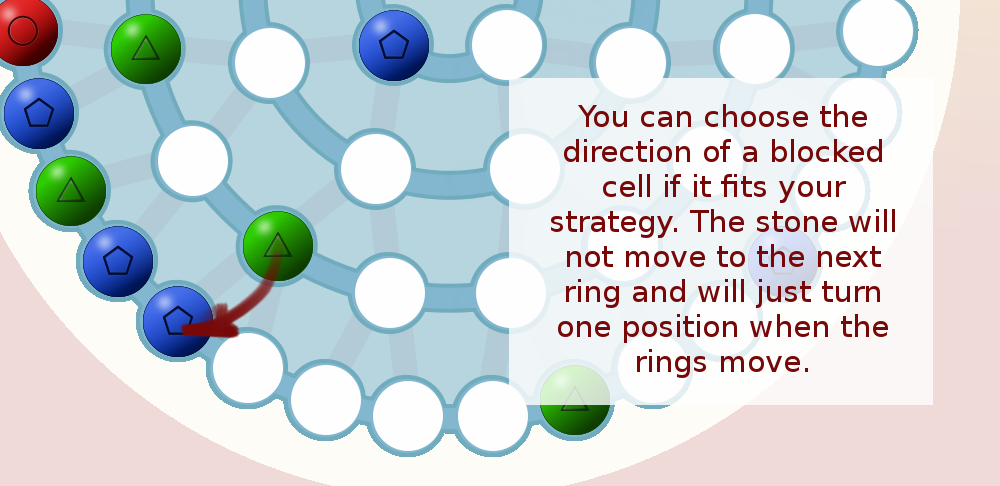 You can choose the
direction of a blocked
cell if it fits your
strategy. The stone will
not move to the next
ring and will just turn
one position when the
rings move.